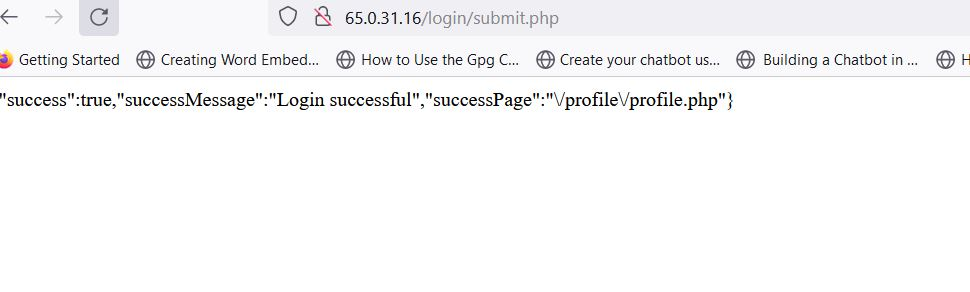 65.0.31.16/login/submit.php
Getting Started Creating Word Embed... How to Use the Gpg C... Create your chatbot us... Building a Chatbot in ... H
"success":true,"successMessage":"Login successful","successPage":"\/profile\/profile.php"}